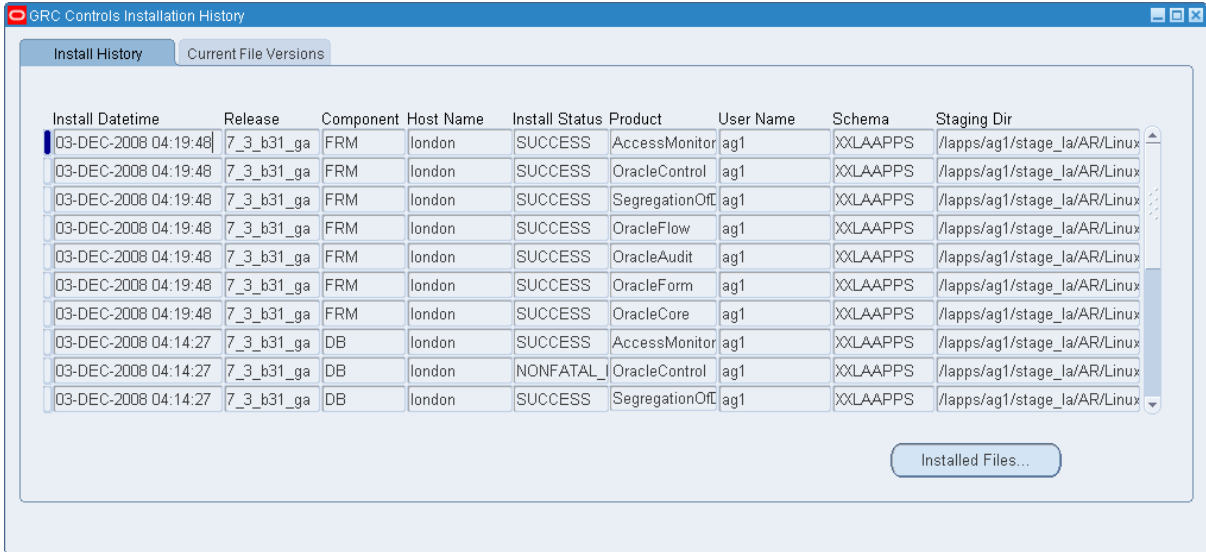 GRC Controls Installation History
Install History Current File Versions
Install Datetime Release Component Host Name Install Status Product User Name Schema Staging Dir
03-DEC-2008 04:19:48 7_3_b31_ga FRM london SUCCESS AccessMonitor ag1 XXLAAPPS /lapps/ag1/stage_la/AR/Linux
03-DEC-2008 04:19:48 7_3_b31_ga FRM london SUCCESS OracleControl ag1 XXLAAPPS /lapps/ag1/stage_la/AR/Linux
03-DEC-2008 04:19:48 7_3_b31_ga FRM london SUCCESS SegregationOf ag1 XXLAAPPS /lapps/ag1/stage_la/AR/Linux
03-DEC-2008 04:19:48 7_3_b31_ga FRM london SUCCESS OracleFlow ag1 XXLAAPPS /lapps/ag1/stage_la/AR/Linux
03-DEC-2008 04:19:48 7_3_b31_ga FRM london SUCCESS OracleAudit ag1 XXLAAPPS /lapps/ag1/stage_la/AR/Linux
03-DEC-2008 04:19:48 7_3_b31_ga FRM london SUCCESS OracleForm ag1 XXLAAPPS /lapps/ag1/stage_la/AR/Linux
03-DEC-2008 04:19:48 7_3_b31_ga FRM london SUCCESS OracleCore ag1 XXLAAPPS /lapps/ag1/stage_la/AR/Linux
03-DEC-2008 04:14:27 7_3_b31_ga DB london SUCCESS AccessMonitor ag1 XXLAAPPS /lapps/ag1/stage_la/AR/Linux
03-DEC-2008 04:14:27 7_3_b31_ga DB london NONFATAL_ OracleControl ag1 XXLAAPPS /lapps/ag1/stage_la/AR/Linux
03-DEC-2008 04:14:27 7_3_b31_ga DB london SUCCESS SegregationOf ag1 XXLAAPPS /lapps/ag1/stage_la/AR/Linux
Installed Files...